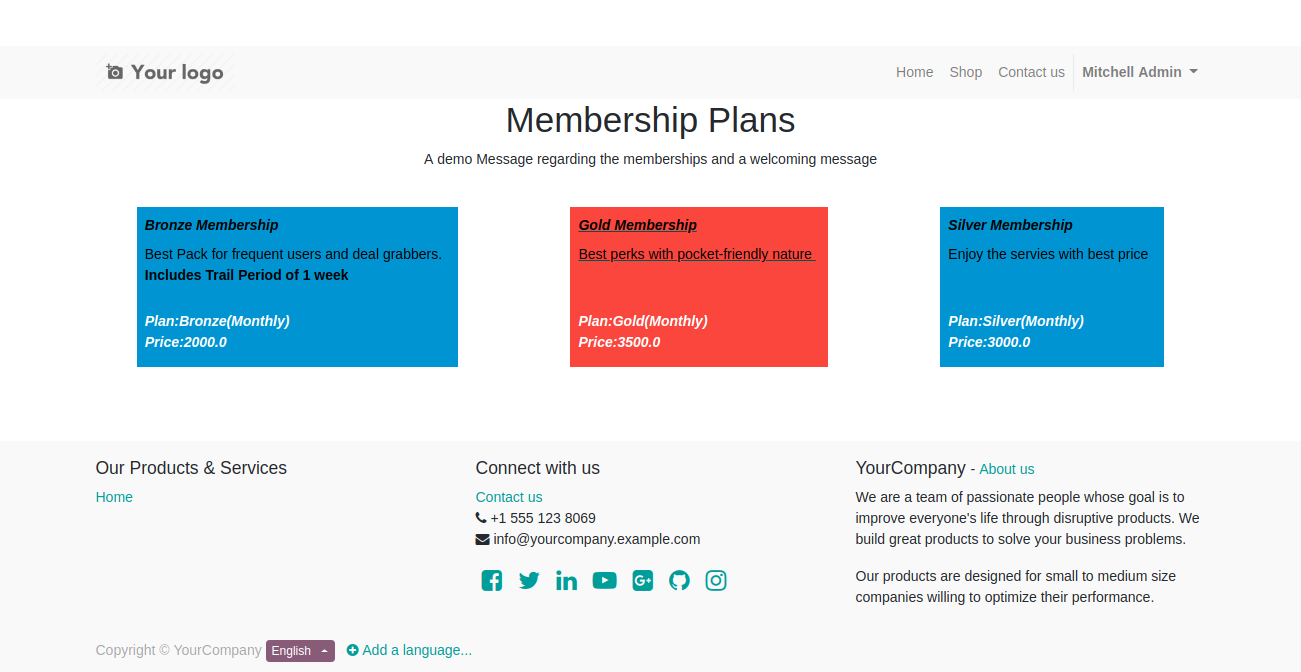 Your logo
Home Shop Contact us Mitchell Admin
Membership Plans
A demo Message regarding the memberships and a welcoming message
Bronze Membership
Best Pack for frequent users and deal grabbers.
Includes Trail Period of 1 week
Plan:Bronze(Monthly)
Price:2000.0
Gold Membership
Best perks with pocket-friendly nature
Plan:Gold(Monthly)
Price:3500.0
Silver Membership
Enjoy the servies with best price
Plan:Silver(Monthly)
Price:3000.0
Our Products & Services
Home
Connect with us
Contact us
+1 555 123 8069
info@yourcompany.example.com
YourCompany - About us
We are a team of passionate people whose goal is to
improve everyone's life through disruptive products. We
build great products to solve your business problems.
Our products are designed for small to medium size
companies willing to optimize their performance.
Copyright © YourCompany English Add a language...